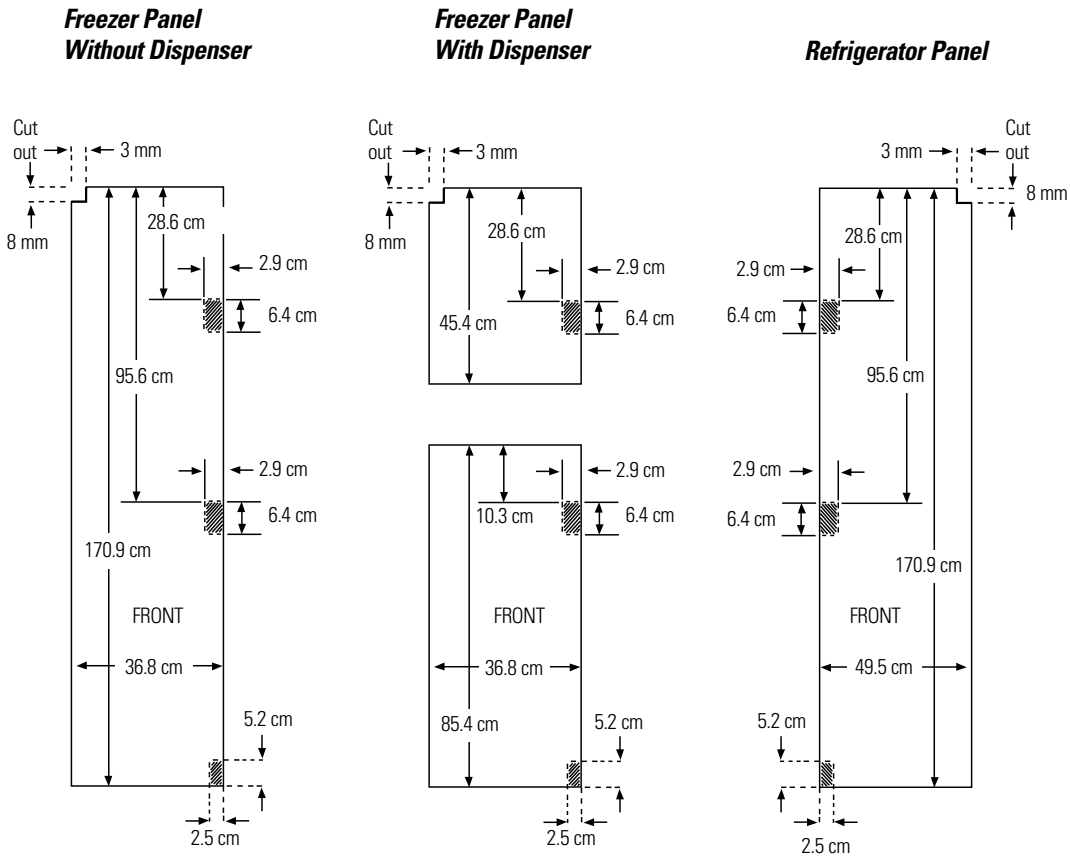 Freezer Panel
Without Dispenser
Cut
out
3 mm
8 mm
28.6 cm
2.9 cm
6.4 cm
95.6 cm
2.9 cm
6.4 cm
170.9 cm
FRONT
36.8 cm
5.2 cm
2.5 cm
Freezer Panel
With Dispenser
Cut
out
3 mm
8 mm
28.6 cm
2.9 cm
6.4 cm
45.4 cm
2.9 cm
10.3 cm
6.4 cm
FRONT
36.8 cm
85.4 cm
5.2 cm
2.5 cm
Refrigerator Panel
Cut
out
3 mm
8 mm
28.6 cm
2.9 cm
6.4 cm
95.6 cm
2.9 cm
6.4 cm
170.9 cm
FRONT
49.5 cm
5.2 cm
2.5 cm